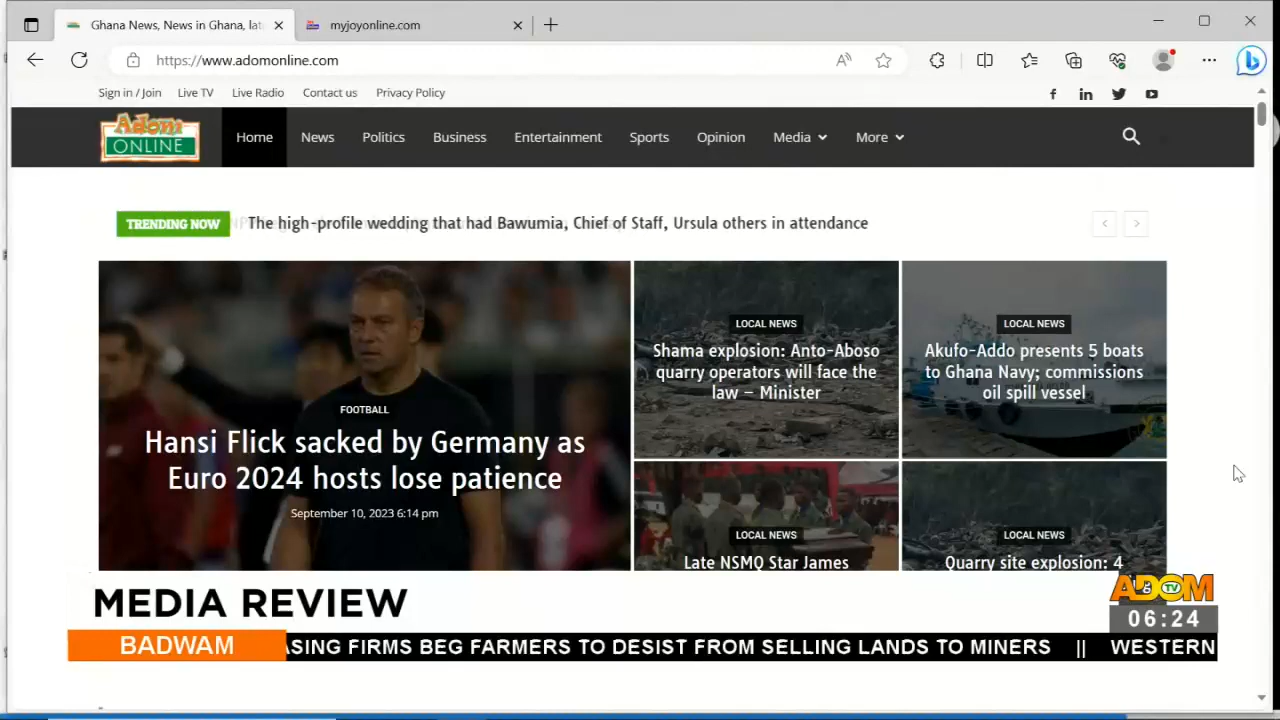 Ghana News, News in Ghana, lat
myjoyonline.com
https://www.adomonline.com
Sign in / Join
Live TV
Live Radio
Contact us
Privacy Policy
Adom
ONLINE
Home
News
Politics
Business
Entertainment
Sports
Opinion
Media
More
TRENDING NOW
The high-profile wedding that had Bawumia, Chief of Staff, Ursula others in attendance
FOOTBALL
Hansi Flick sacked by Germany as
Euro 2024 hosts lose patience
September 10, 2023 6:14 pm
LOCAL NEWS
Shama explosion: Anto-Aboso
quarry operators will face the
law – Minister
LOCAL NEWS
Akufo-Addo presents 5 boats
to Ghana Navy; commissions
oil spill vessel
LOCAL NEWS
Late NSMQ Star James
LOCAL NEWS
Quarry site explosion: 4
MEDIA REVIEW
ADOM
TV
06:24
BADWAM
ASING FIRMS BEG FARMERS TO DESIST FROM SELLING LANDS TO MINERS || WESTERN